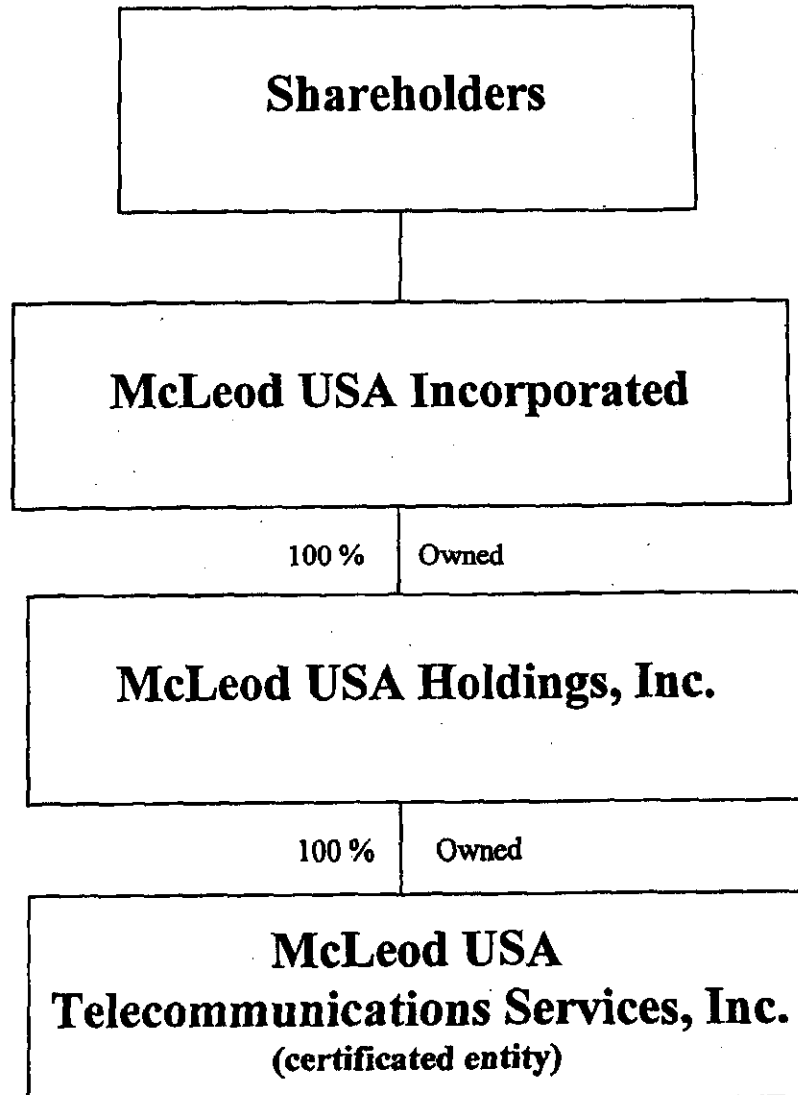 Shareholders
McLeod USA Incorporated
100 % Owned
McLeod USA Holdings, Inc.
100 % Owned
McLeod USA
Telecommunications Services, Inc.
(certificated entity)